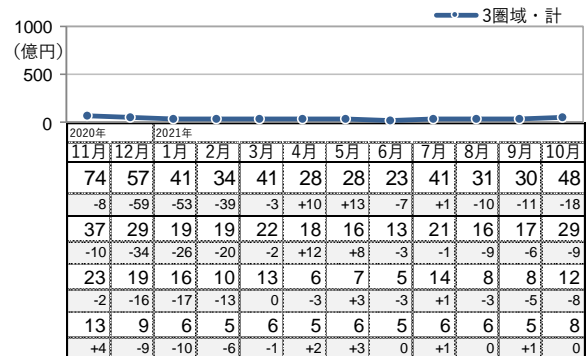 3圏域・計
1000
(億円)
500
0
2020年 2021年
11月 12月 1月 2月 3月 4月 5月 6月 7月 8月 9月 10月
74 57 41 34 41 28 28 23 41 31 30 48
-8 -59 -53 -39 -3 +10 +13 -7 +1 -10 -11 -18
37 29 19 19 22 18 16 13 21 16 17 29
-10 -34 -26 -20 -2 +12 +8 -3 -1 -9 -6 -9
23 19 16 10 13 6 7 5 14 8 8 12
-2 -16 -17 -13 0 -3 +3 -3 +1 -3 -5 -8
13 9 6 5 6 5 6 5 6 6 5 8
+4 -9 -10 -6 -1 +2 +3 0 +1 0 +1 0